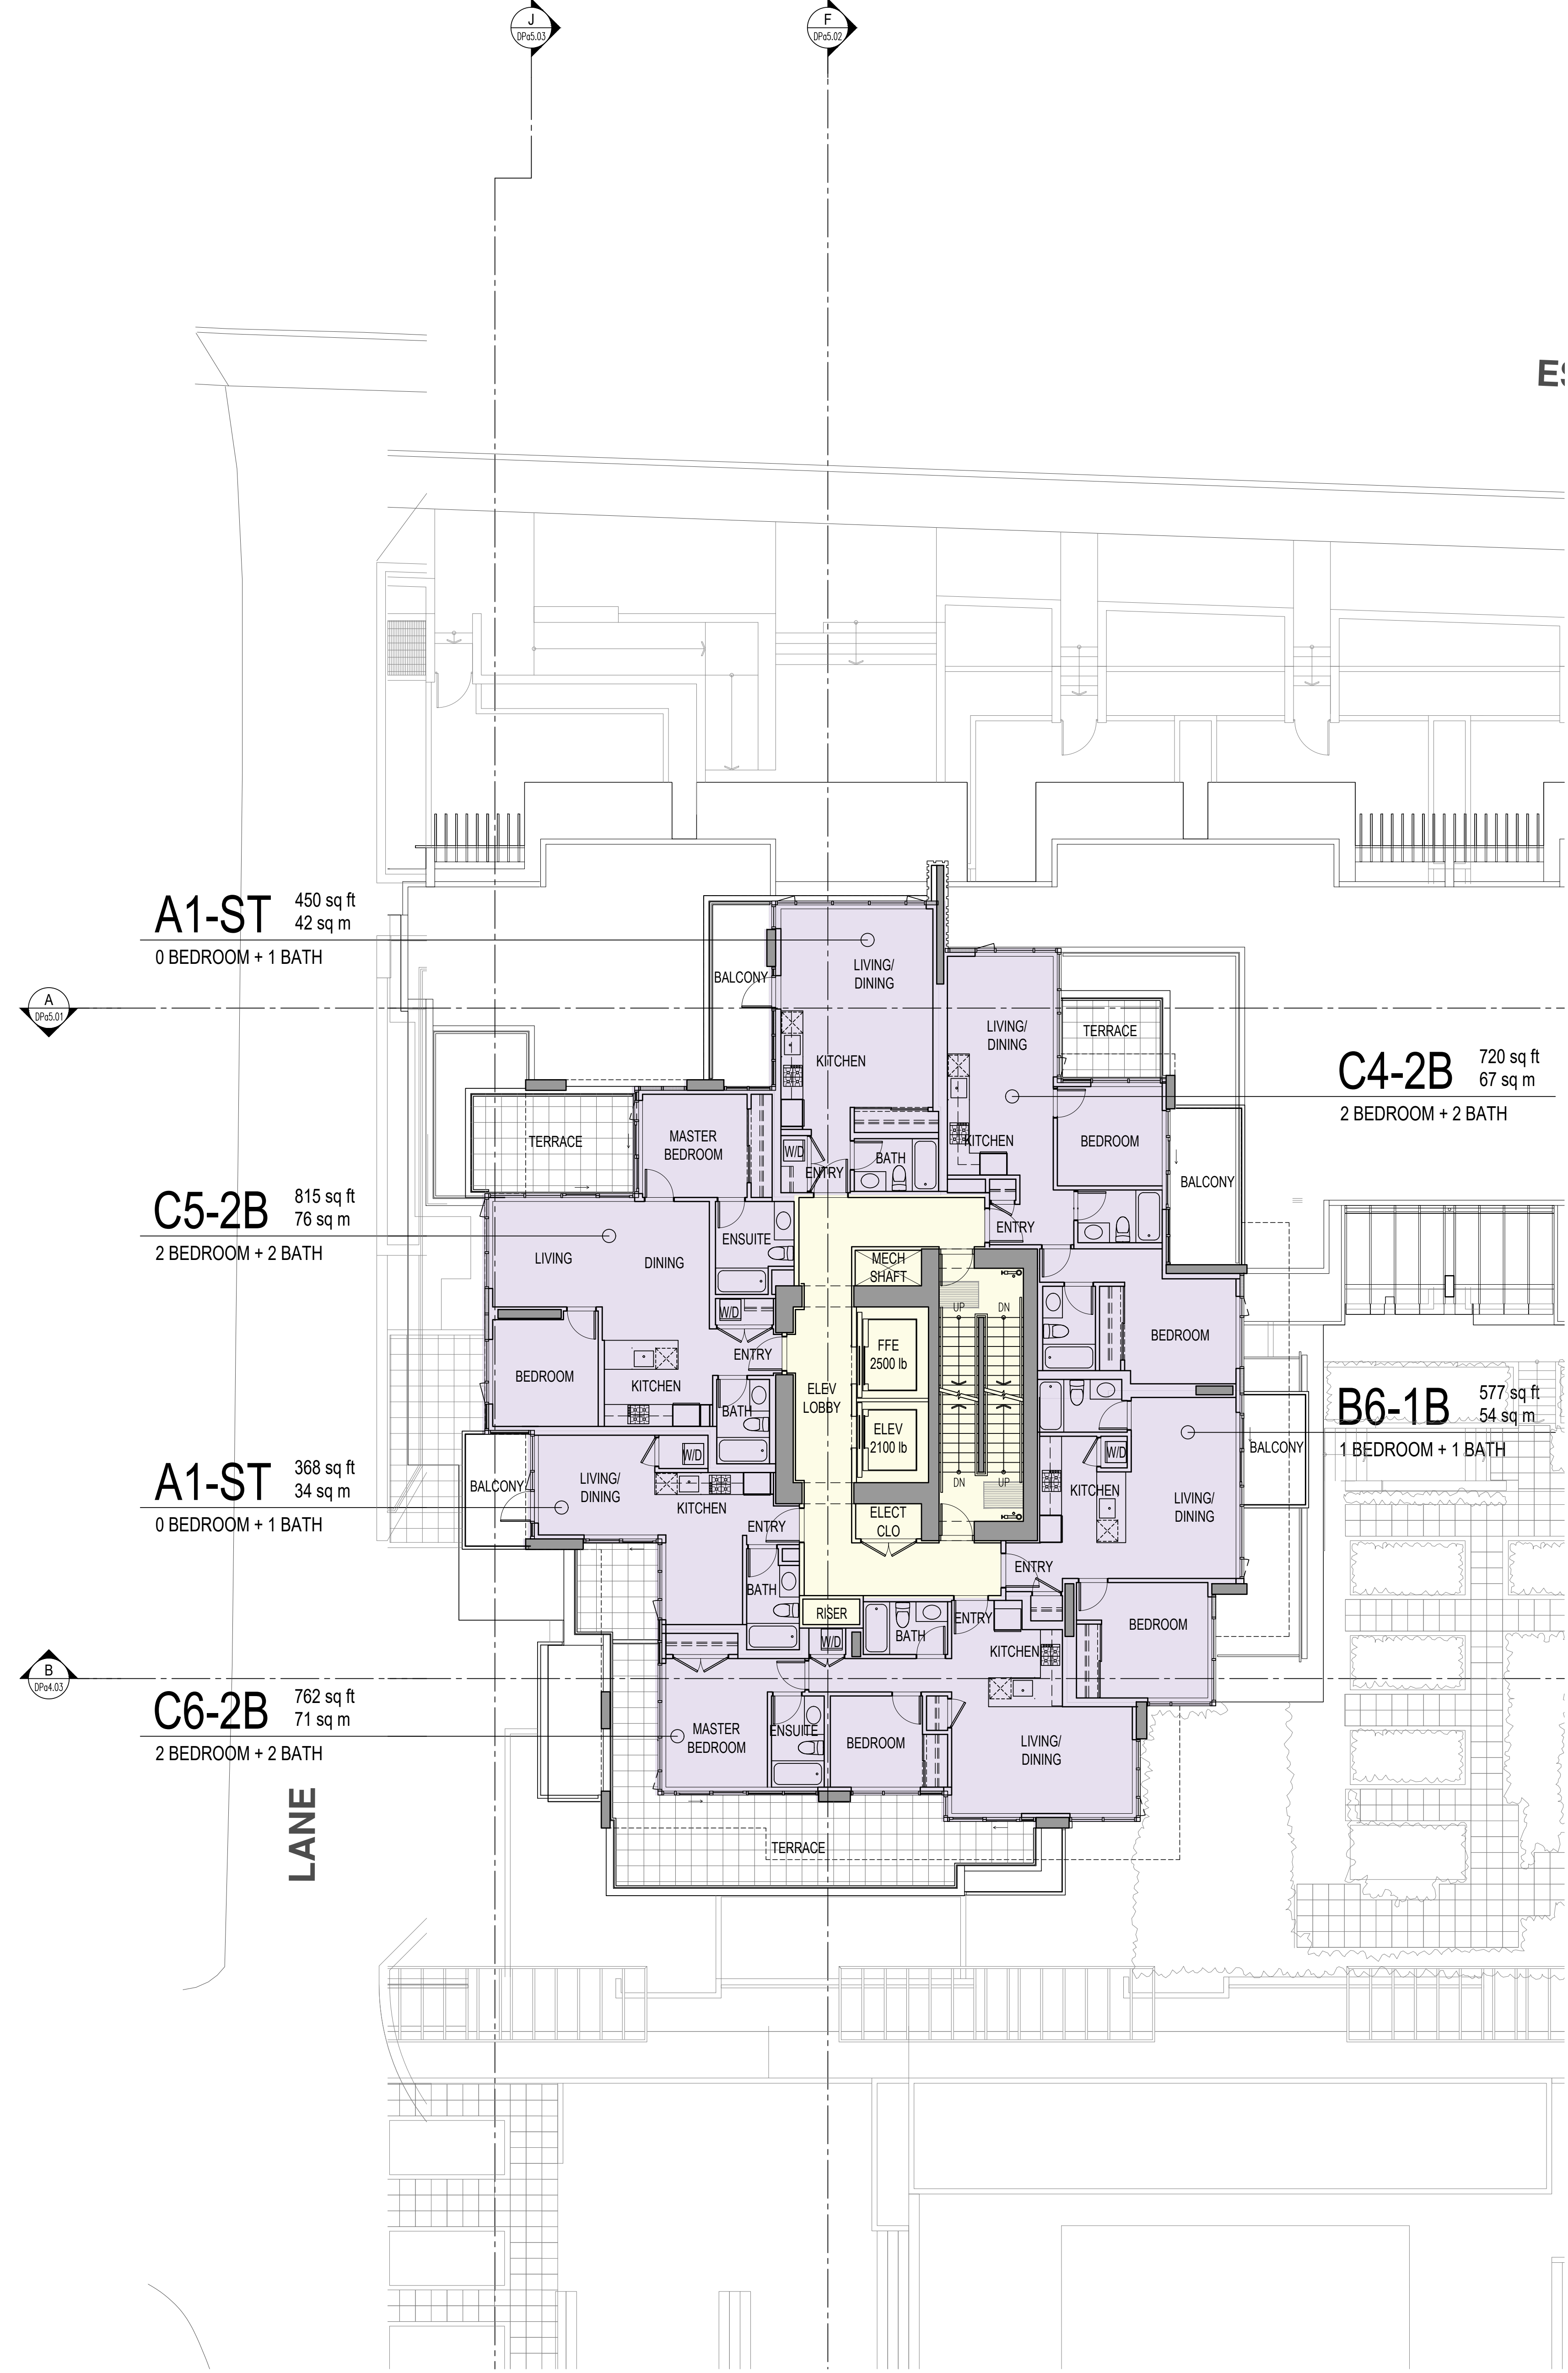 J
DPa5.03
F
DPa5.02
A1-ST
450 sq ft
42 sq m
0 BEDROOM + 1 BATH
LIVING/
DINING
BALCONY
KITCHEN
W/D
ENTRY
BATH
A
DPa5.01
LIVING/
DINING
TERRACE
KITCHEN
BEDROOM
BALCONY
ENTRY
C4-2B
720 sq ft
67 sq m
2 BEDROOM + 2 BATH
BEDROOM
TERRACE
MASTER
BEDROOM
C5-2B
815 sq ft
76 sq m
2 BEDROOM + 2 BATH
LIVING
DINING
ENSUITE
W/D
ENTRY
BEDROOM
KITCHEN
BATH
MECH
SHAFT
UP
DN
FFE
2500 lb
ELEV
LOBBY
ELEV
2100 lb
DN
UP
ELECT
CLO
RISER
B6-1B
577 sq ft
54 sq m
1 BEDROOM + 1 BATH
BALCONY
W/D
KITCHEN
LIVING/
DINING
ENTRY
BEDROOM
A1-ST
368 sq ft
34 sq m
0 BEDROOM + 1 BATH
BALCONY
LIVING/
DINING
W/D
KITCHEN
ENTRY
BATH
B
DPa4.03
C6-2B
762 sq ft
71 sq m
2 BEDROOM + 2 BATH
W/D
BATH
ENTRY
KITCHEN
MASTER
BEDROOM
ENSUITE
BEDROOM
LIVING/
DINING
TERRACE
LANE